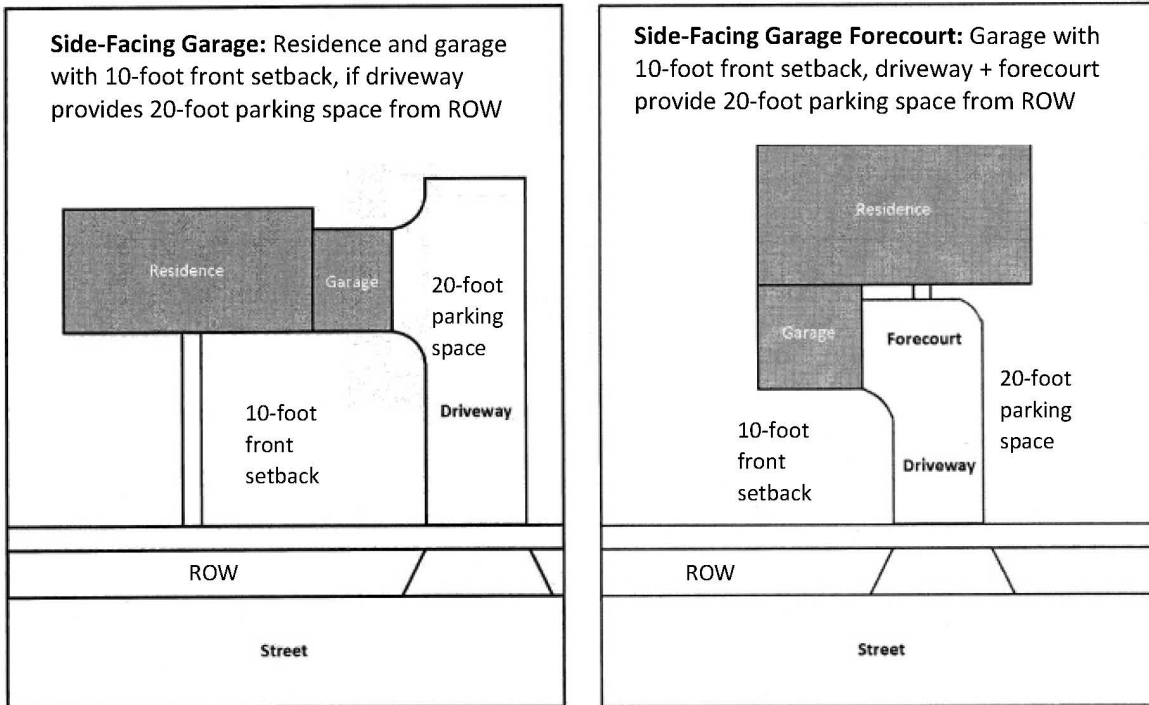 Side-Facing Garage: Residence and garage
with 10-foot front setback, if driveway
provides 20-foot parking space from ROW
Residence
Garage
20-foot
parking
space
10-foot
front
setback
Driveway
ROW
Street
Side-Facing Garage Forecourt: Garage with
10-foot front setback, driveway + forecourt
provide 20-foot parking space from ROW
Residence
Garage
Forecourt
20-foot
parking
space
10-foot
front
setback
Driveway
ROW
Street